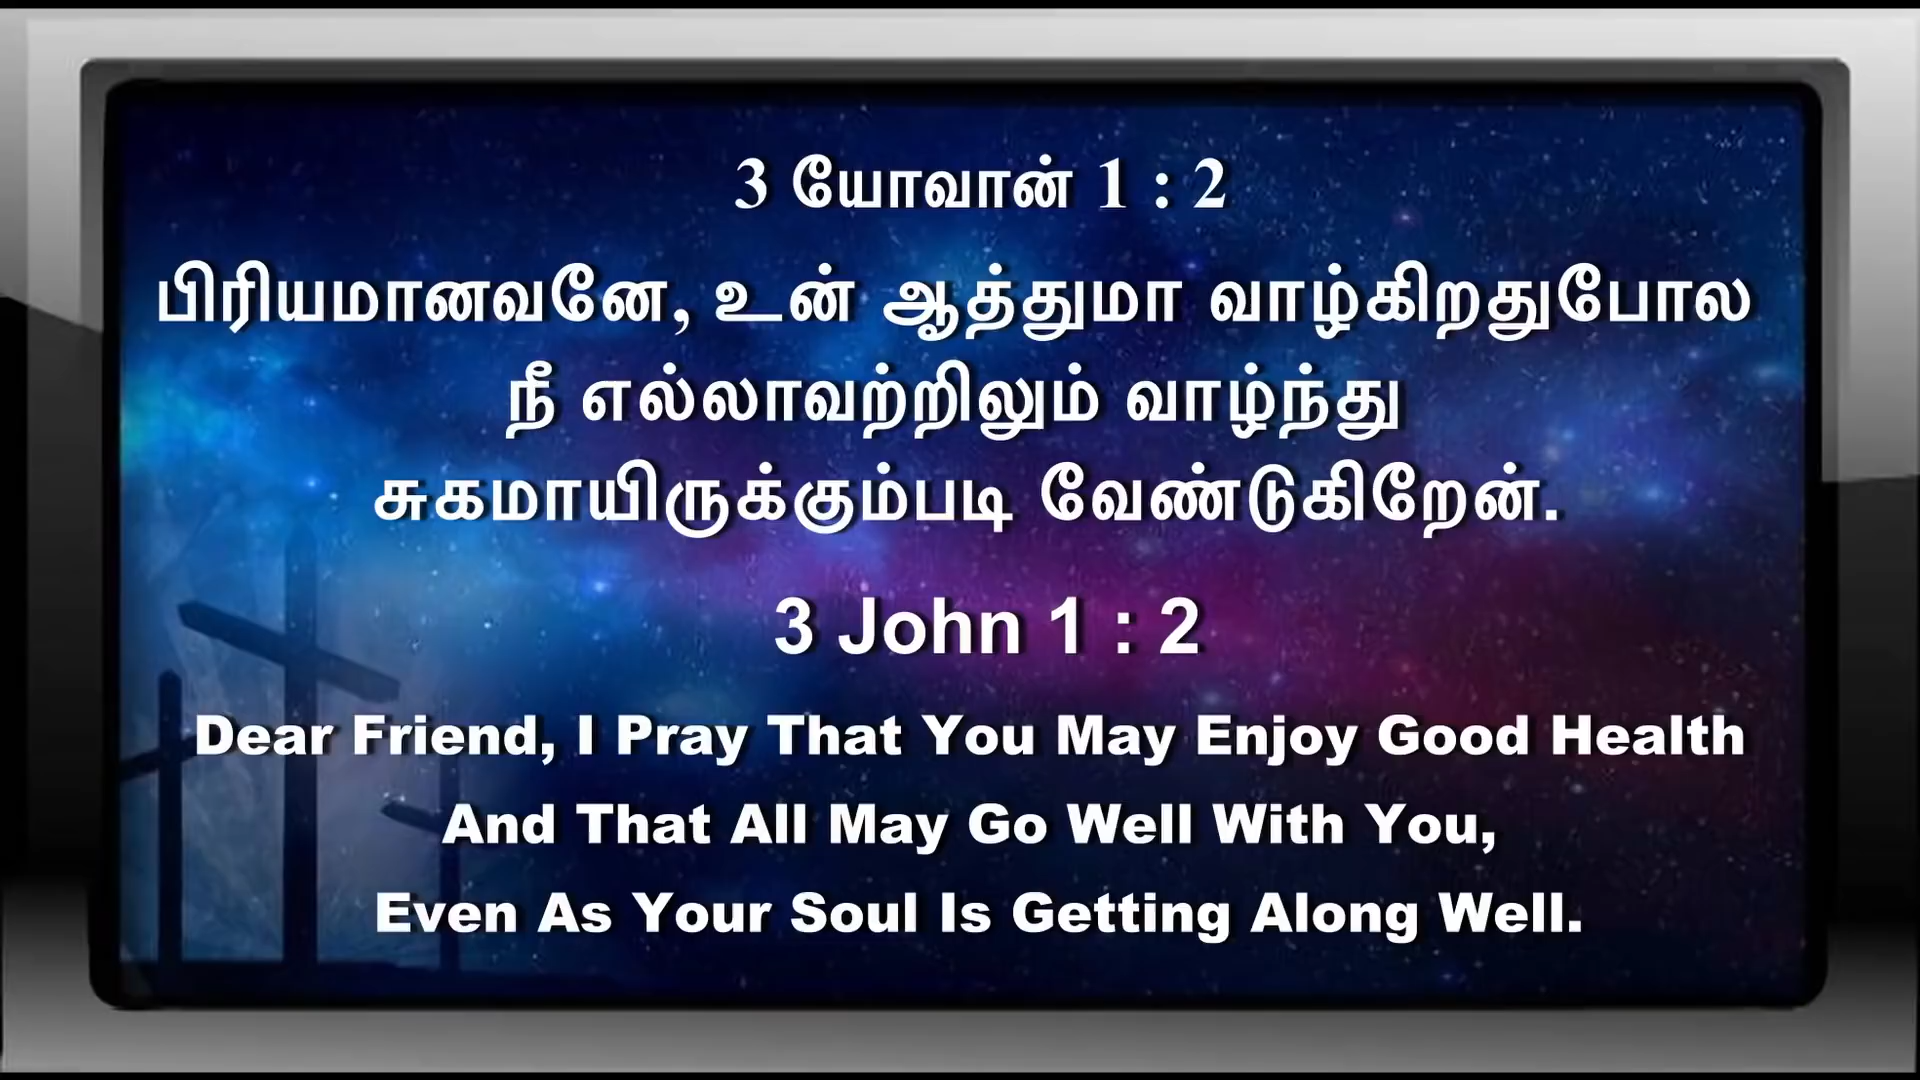 3 யோவான் 1 : 2
பிரியமானவனே, உன் ஆத்துமா வாழ்கிறதுபோல
நீ எல்லாவற்றிலும் வாழ்ந்து
சுகமாயிருக்கும்படி வேண்டுகிறேன்.
3 John 1 : 2
Dear Friend, I Pray That You May Enjoy Good Health
And That All May Go Well With You,
Even As Your Soul Is Getting Along Well.